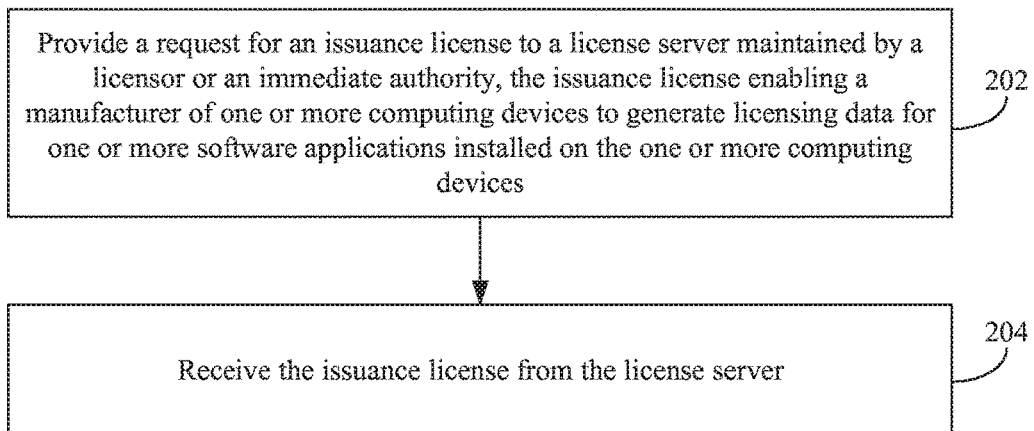 Provide a request for an issuance license to a license server maintained by a
licensor or an immediate authority, the issuance license enabling a
manufacturer of one or more computing devices to generate licensing data for
one or more software applications installed on the one or more computing
devices
202
Receive the issuance license from the license server
204